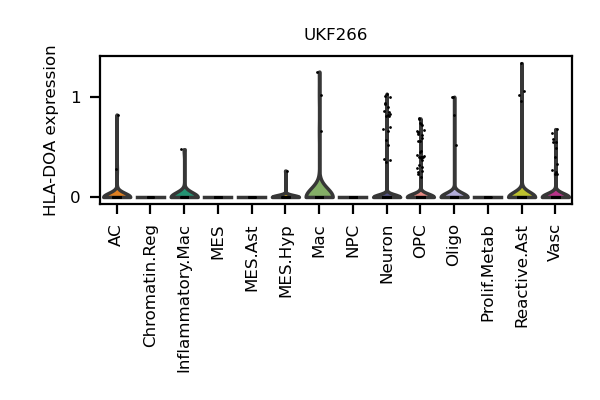 UKF266
HLA-DOA expression
1
0
AC
Chromatin.Reg
Inflammatory.Mac
MES
MES.Ast
MES.Hyp
Mac
NPC
Neuron
OPC
Oligo
Prolif.Metab
Reactive.Ast
Vasc